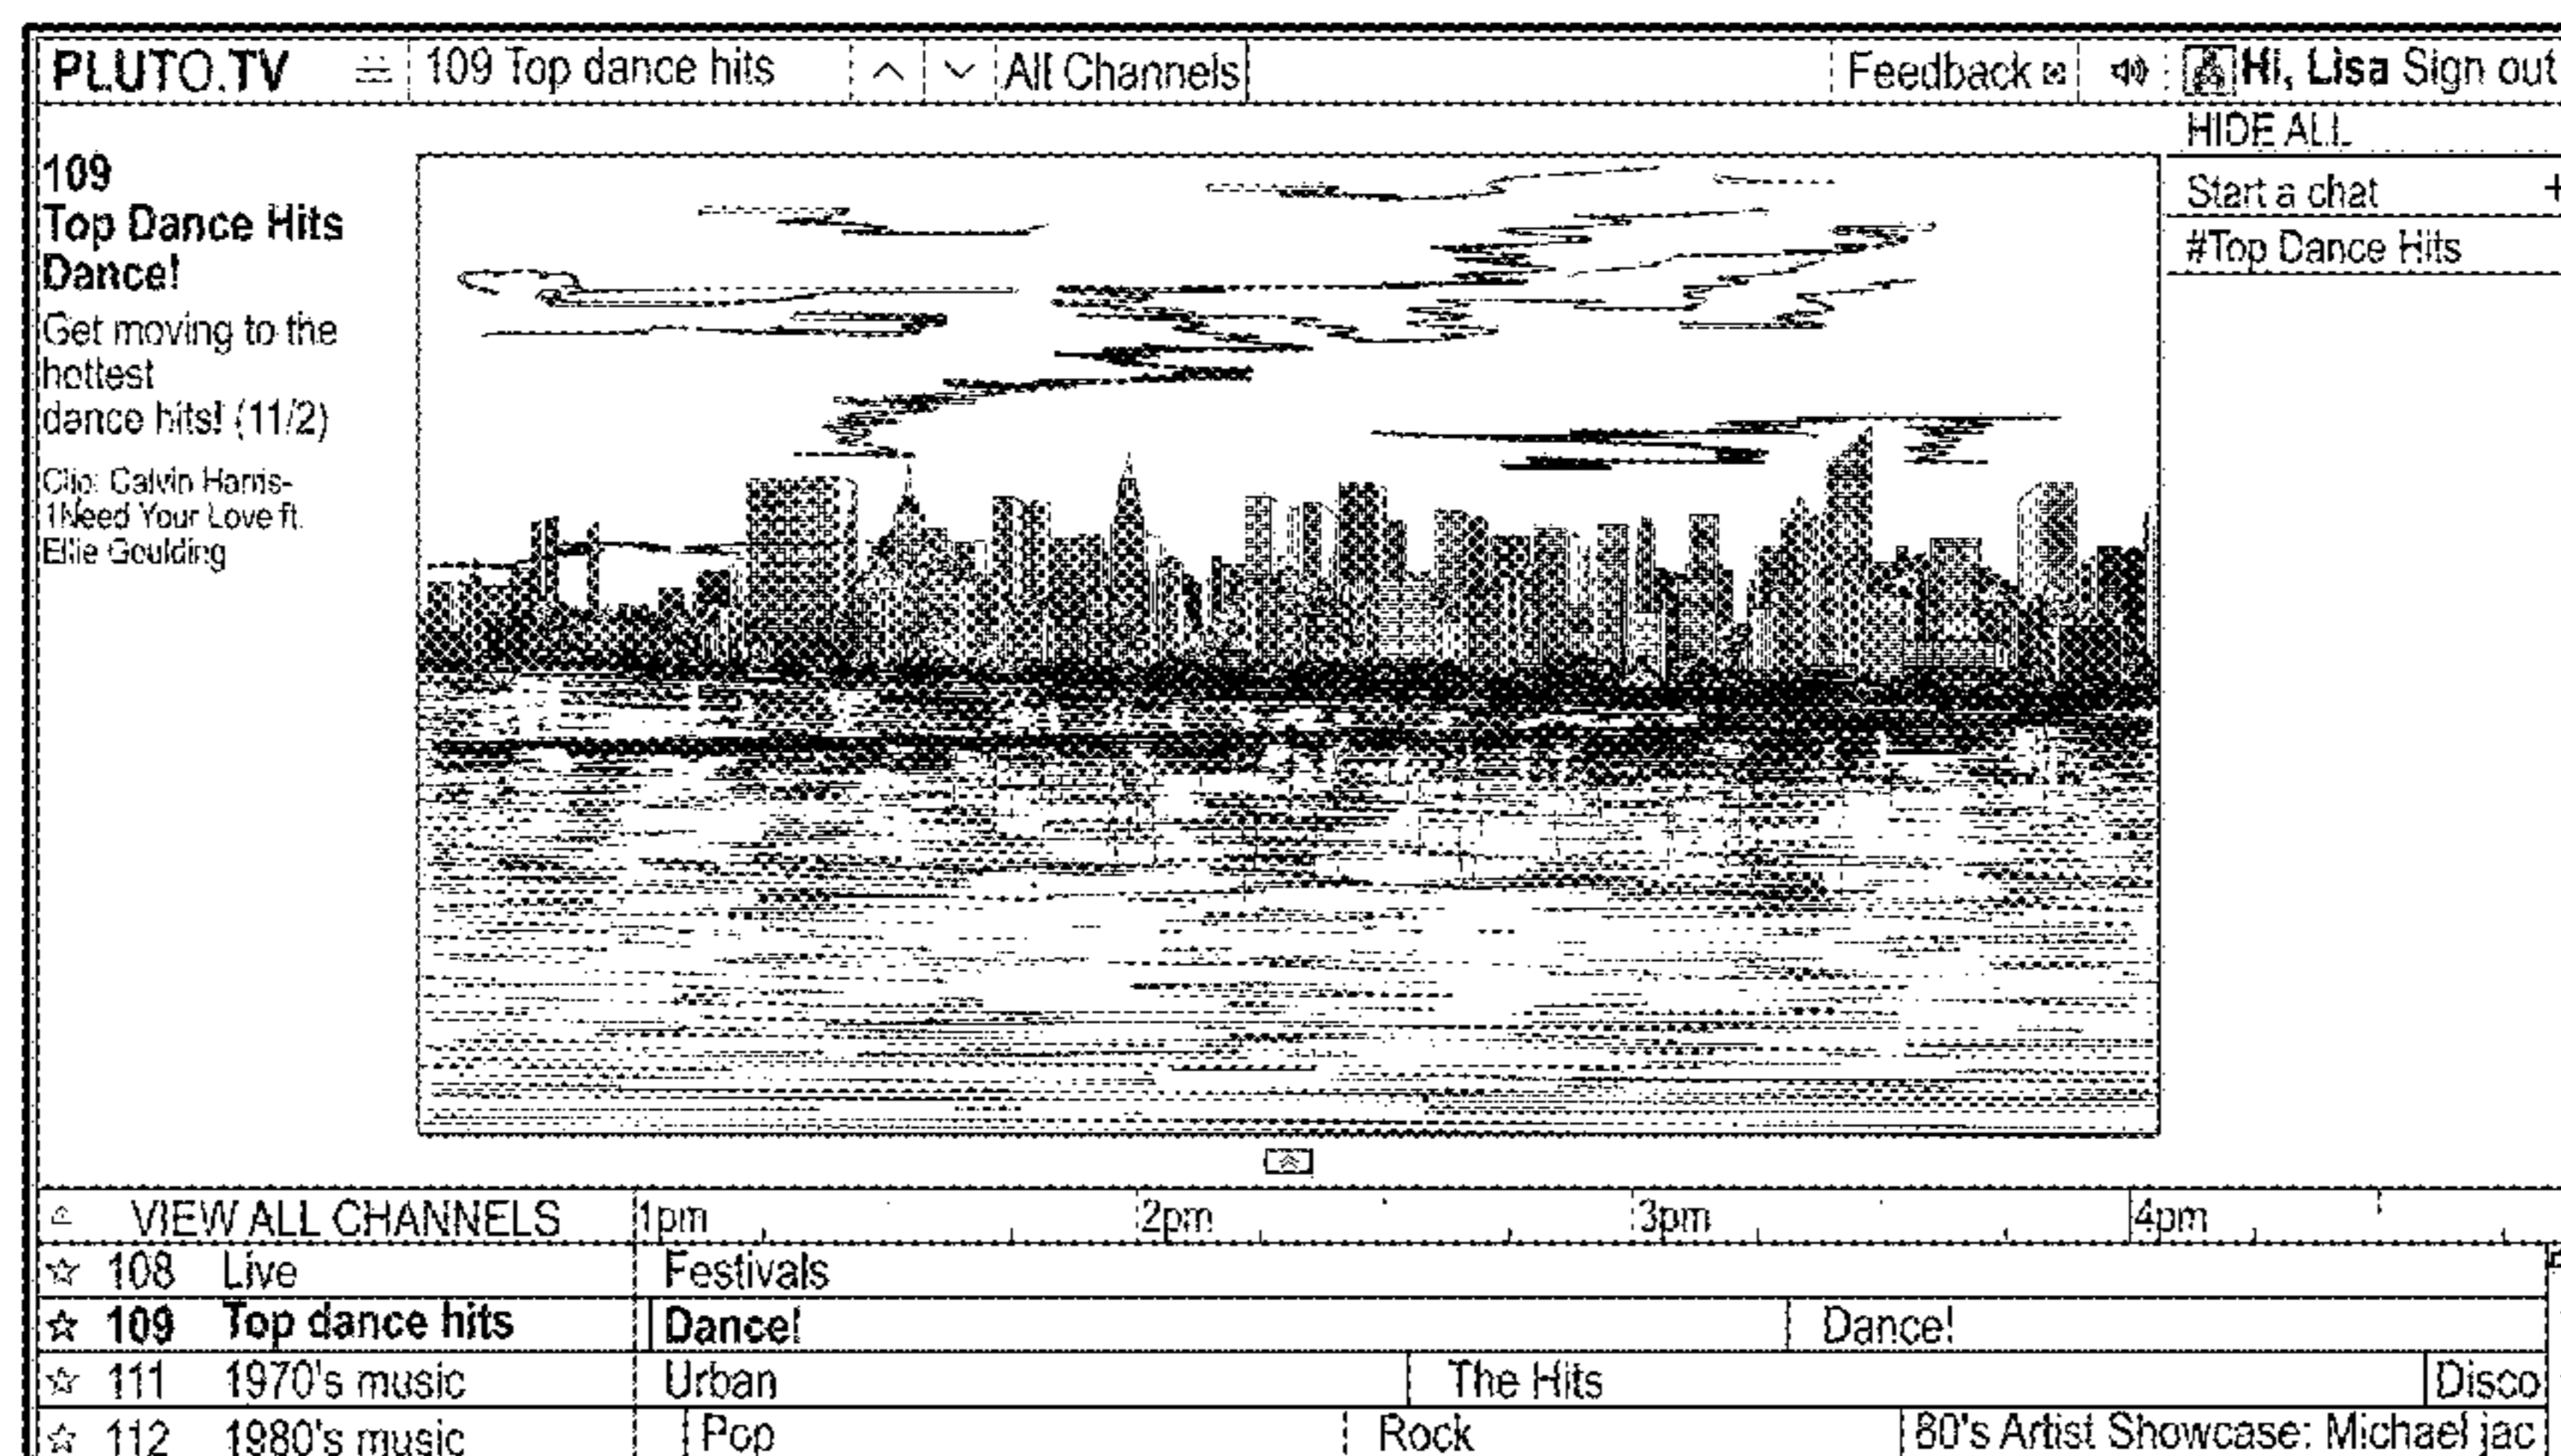 PLUTO.TV 109 Top dance hits All Channels Feedback Hi, Lisa Sign out
HIDE ALL
Start a chat +
#Top Dance Hits
109
Top Dance Hits
Dance!
Get moving to the
hottest
dance hits! (11/2)
Clip: Calvin Harris-
1Need Your Love ft.
Ellie Goulding
VIEW ALL CHANNELS 1pm 2pm 3pm 4pm
108 Live Festivals
109 Top dance hits Dance! Dance!
111 1970's music Urban The Hits Disco
112 1980's music Pop Rock 80's Artist Showcase: Michael jac